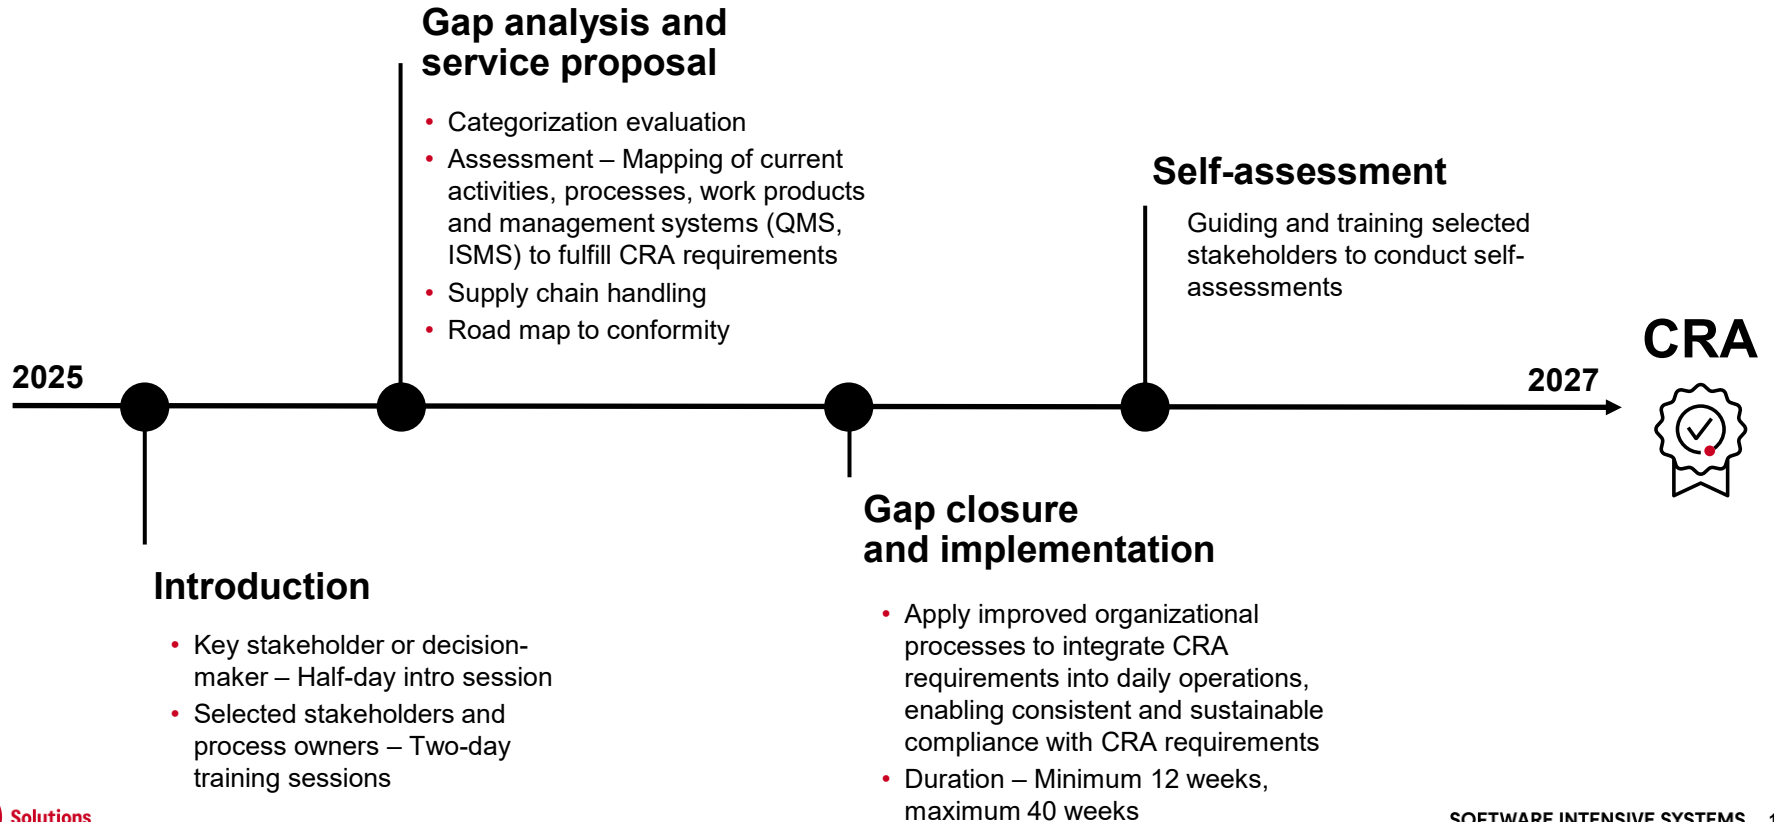 Gap analysis and
service proposal
• Categorization evaluation
• Assessment – Mapping of current
activities, processes, work products
and management systems (QMS,
ISMS) to fulfill CRA requirements
• Supply chain handling
• Road map to conformity
Self-assessment
Guiding and training selected
stakeholders to conduct self-
assessments
CRA
2025
2027
Introduction
• Key stakeholder or decision-
maker – Half-day intro session
• Selected stakeholders and
process owners – Two-day
training sessions
Gap closure
and implementation
• Apply improved organizational
processes to integrate CRA
requirements into daily operations,
enabling consistent and sustainable
compliance with CRA requirements
• Duration – Minimum 12 weeks,
maximum 40 weeks
Solutions
SOFTWARE INTENSIVE SYSTEMS